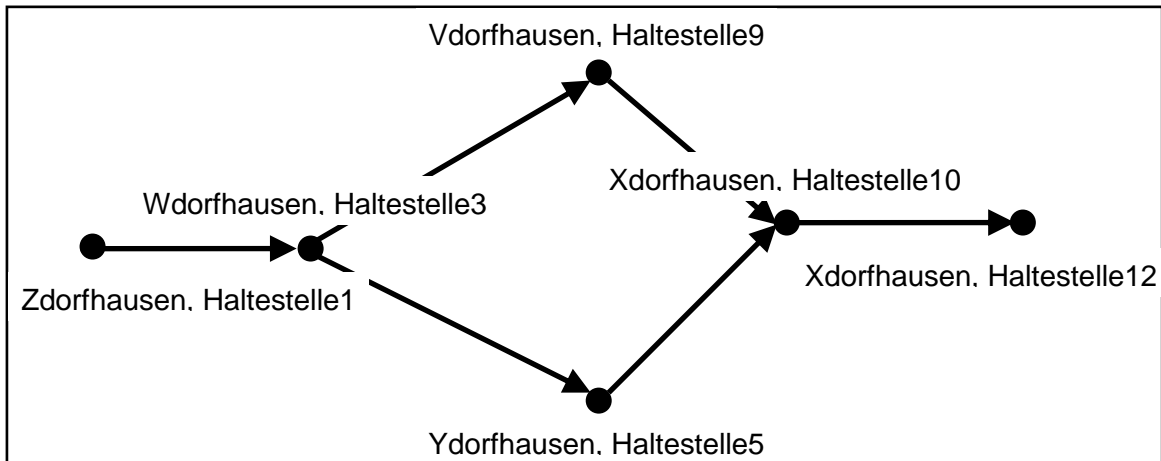 Vdorfhausen, Haltestelle9
Xdorfhausen, Haltestelle10
Wdorfhausen, Haltestelle3
Xdorfhausen, Haltestelle12
Zdorfhausen, Haltestelle1
Ydorfhausen, Haltestelle5